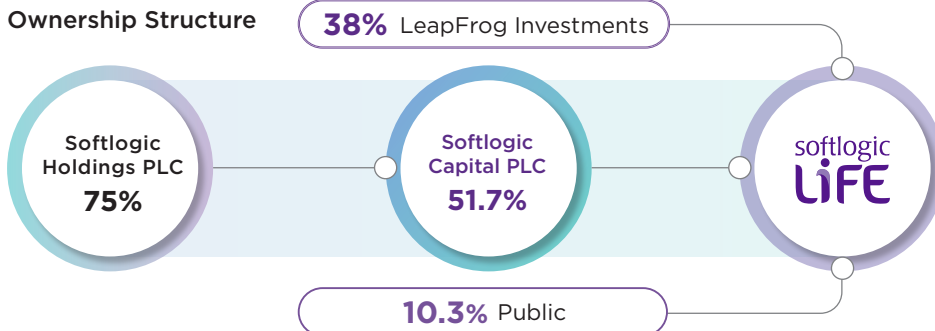 Ownership Structure
38% LeapFrog Investments
Softlogic
Holdings PLC
75%
Softlogic
Capital PLC
51.7%
softlogic
LiFE
10.3% Public